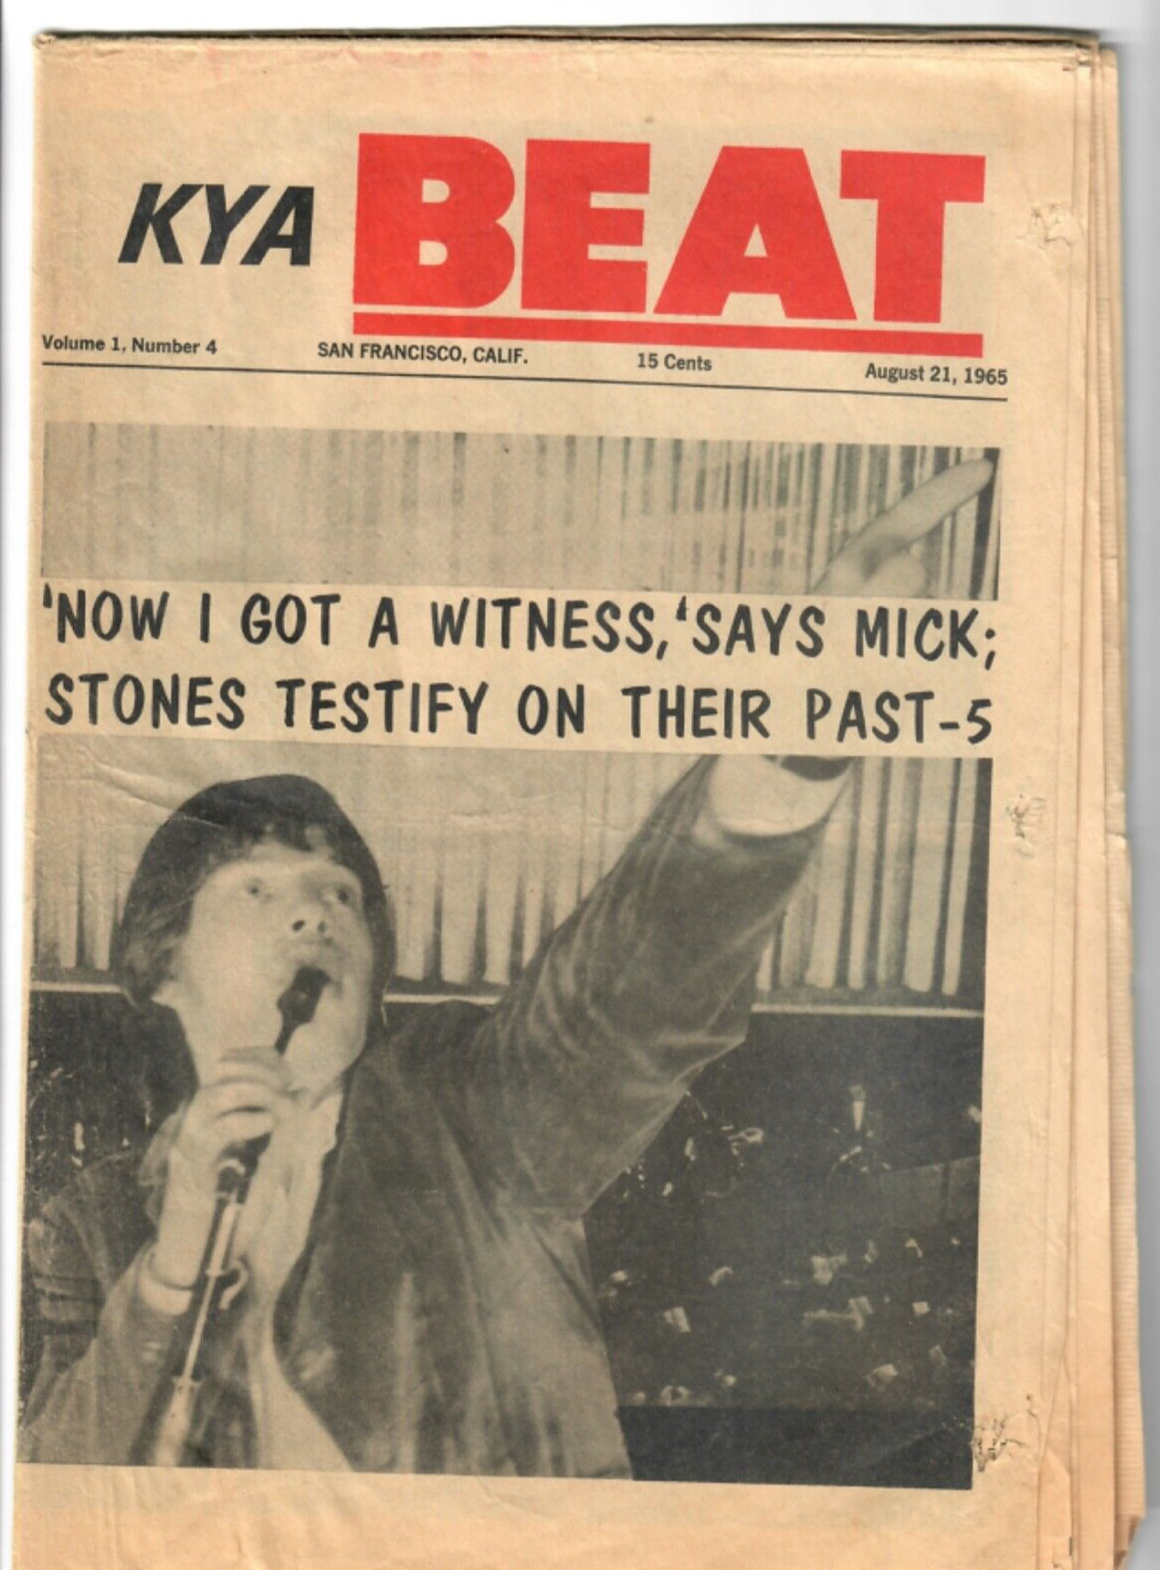 KYA BEAT
Volume 1, Number 4 SAN FRANCISCO, CALIF. 15 Cents August 21, 1965
'NOW I GOT A WITNESS,‘SAYS MICK;
STONES TESTIFY ON THEIR PAST-5